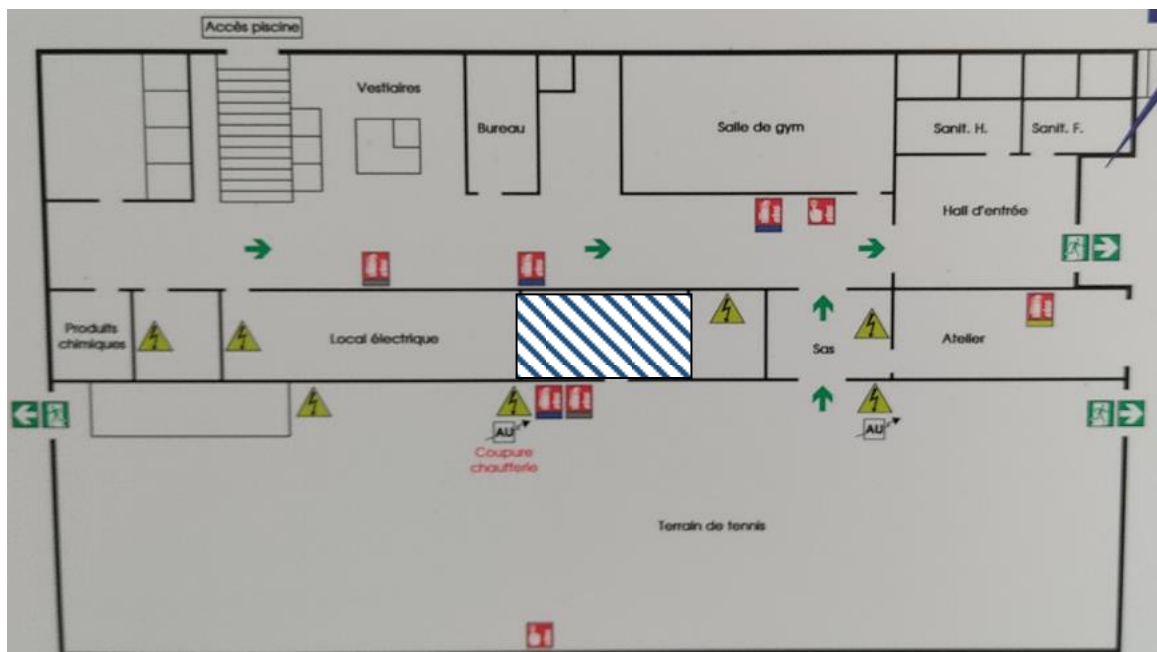 Accès piscine
Vestiaires
Bureau
Salle de gym
Sanit. H.
Sanit. F.
Hall d'entrée
Produits
chimiques
Local électrique
Sas
Atelier
AU
Coupure
chaufferie
AU
Terrain de tennis